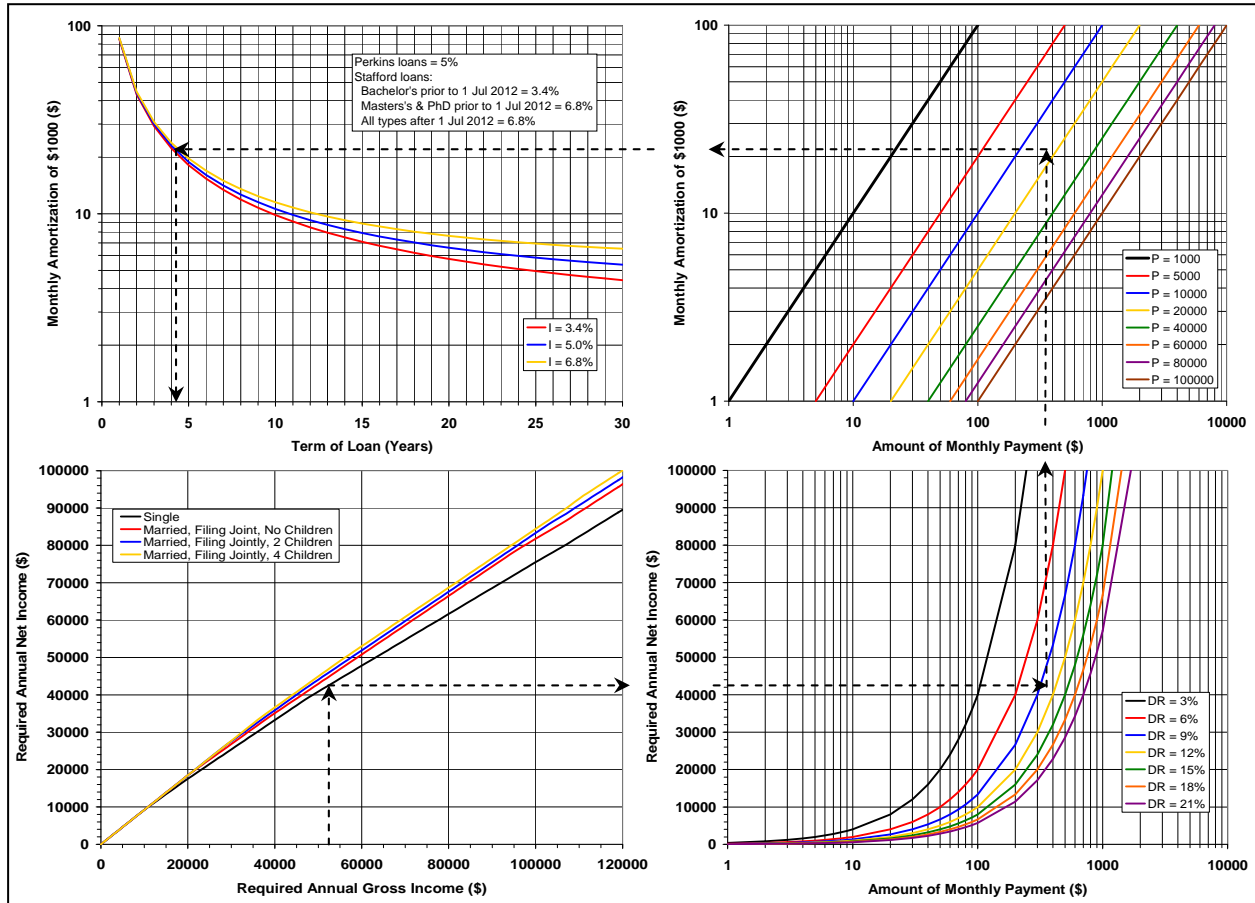 100
10
1
Monthly Amortization of $1000 ($)
Perkins loans = 5%
Stafford loans:
Bachelor's prior to 1 Jul 2012 = 3.4%
Masters's & PhD prior to 1 Jul 2012 = 6.8%
All types after 1 Jul 2012 = 6.8%
I = 3.4%
I = 5.0%
I = 6.8%
0 5 10 15 20 25 30
Term of Loan (Years)
100
10
1
Monthly Amortization of $1000 ($)
P = 1000
P = 5000
P = 10000
P = 20000
P = 40000
P = 60000
P = 80000
P = 100000
1 10 100 1000 10000
Amount of Monthly Payment ($)
100000
90000
80000
70000
60000
50000
40000
30000
20000
10000
0
Required Annual Net Income ($)
Single
Married, Filing Joint, No Children
Married, Filing Jointly, 2 Children
Married, Filing Jointly, 4 Children
0 20000 40000 60000 80000 100000 120000
Required Annual Gross Income ($)
100000
90000
80000
70000
60000
50000
40000
30000
20000
10000
0
Required Annual Net Income ($)
DR = 3%
DR = 6%
DR = 9%
DR = 12%
DR = 15%
DR = 18%
DR = 21%
1 10 100 1000 10000
Amount of Monthly Payment ($)